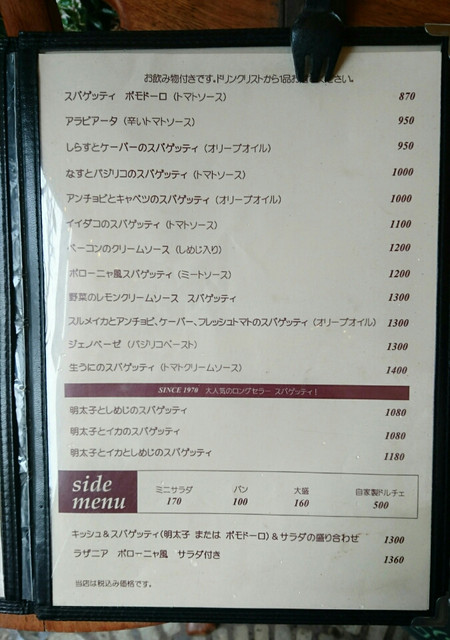 お飲み物付きです。ドリンクリストから1品お ください。
スパゲッティ ポモドーロ（トマトソース） 870
アラビアータ（辛いトマトソース） 950
しらすとケーパーのスパゲッティ（オリーブオイル） 950
なすとバジリコのスパゲッティ（トマトソース） 1000
アンチョビとキャベツのスパゲッティ（オリーブオイル） 1000
イイダコのスパゲッティ（トマトソース） 1100
ベーコンのクリームソース（しめじ入り） 1200
ボローニャ風スパゲッティ（ミートソース） 1200
野菜のレモンクリームソース スパゲッティ 1300
スルメイカとアンチョビ、ケーパー、フレッシュトマトのスパゲッティ（オリーブオイル） 1300
ジェノベーゼ（バジリコペースト） 1300
生うにのスパゲッティ（トマトクリームソース） 1400
SINCE 1970 大人気のロングセラー スパゲッティ！
明太子としめじのスパゲッティ 1080
明太子とイカのスパゲッティ 1080
明太子とイカとしめじのスパゲッティ 1180
side menu
ミニサラダ パン 大盛 自家製ドルチェ
170 100 160 500
キッシュ＆スパゲッティ（明太子 または ポモドーロ）＆サラダの盛り合わせ 1300
ラザニア ボローニャ風 サラダ付き 1360
当店は税込み価格です。